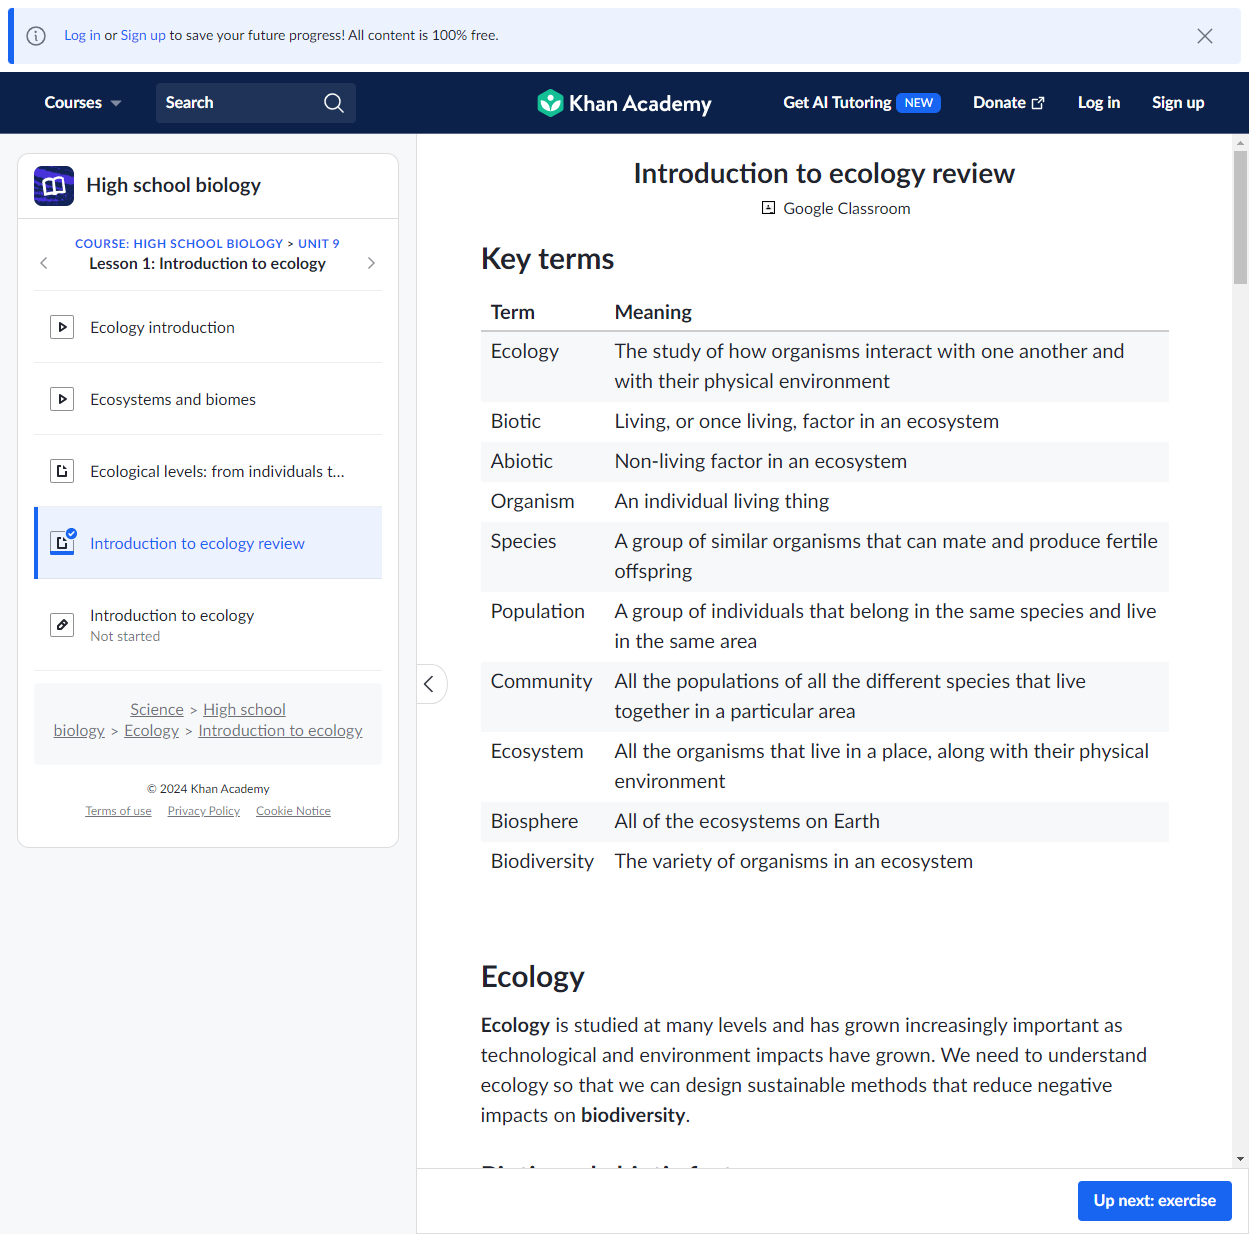 Log in or Sign up to save your future progress! All content is 100% free.
Courses
Search
Khan Academy
Get AI Tutoring NEW
Donate
Log in
Sign up
High school biology
COURSE: HIGH SCHOOL BIOLOGY > UNIT 9
Lesson 1: Introduction to ecology
Ecology introduction
Ecosystems and biomes
Ecological levels: from individuals t...
Introduction to ecology review
Introduction to ecology
Not started
Science > High school
biology > Ecology > Introduction to ecology
© 2024 Khan Academy
Terms of use Privacy Policy Cookie Notice
Introduction to ecology review
Google Classroom
Key terms
Term Meaning
Ecology The study of how organisms interact with one another and
with their physical environment
Biotic Living, or once living, factor in an ecosystem
Abiotic Non-living factor in an ecosystem
Organism An individual living thing
Species A group of similar organisms that can mate and produce fertile
offspring
Population A group of individuals that belong in the same species and live
in the same area
Community All the populations of all the different species that live
together in a particular area
Ecosystem All the organisms that live in a place, along with their physical
environment
Biosphere All of the ecosystems on Earth
Biodiversity The variety of organisms in an ecosystem
Ecology
Ecology is studied at many levels and has grown increasingly important as
technological and environment impacts have grown. We need to understand
ecology so that we can design sustainable methods that reduce negative
impacts on biodiversity.
Up next: exercise